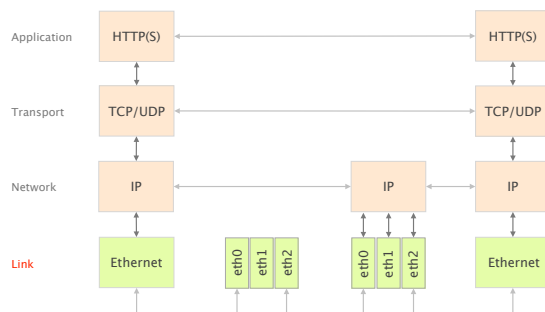 Application HTTP(S) HTTP(S)
Transport TCP/UDP TCP/UDP
Network IP IP IP
Link Ethernet eth0 eth1 eth2 eth0 eth1 eth2 Ethernet